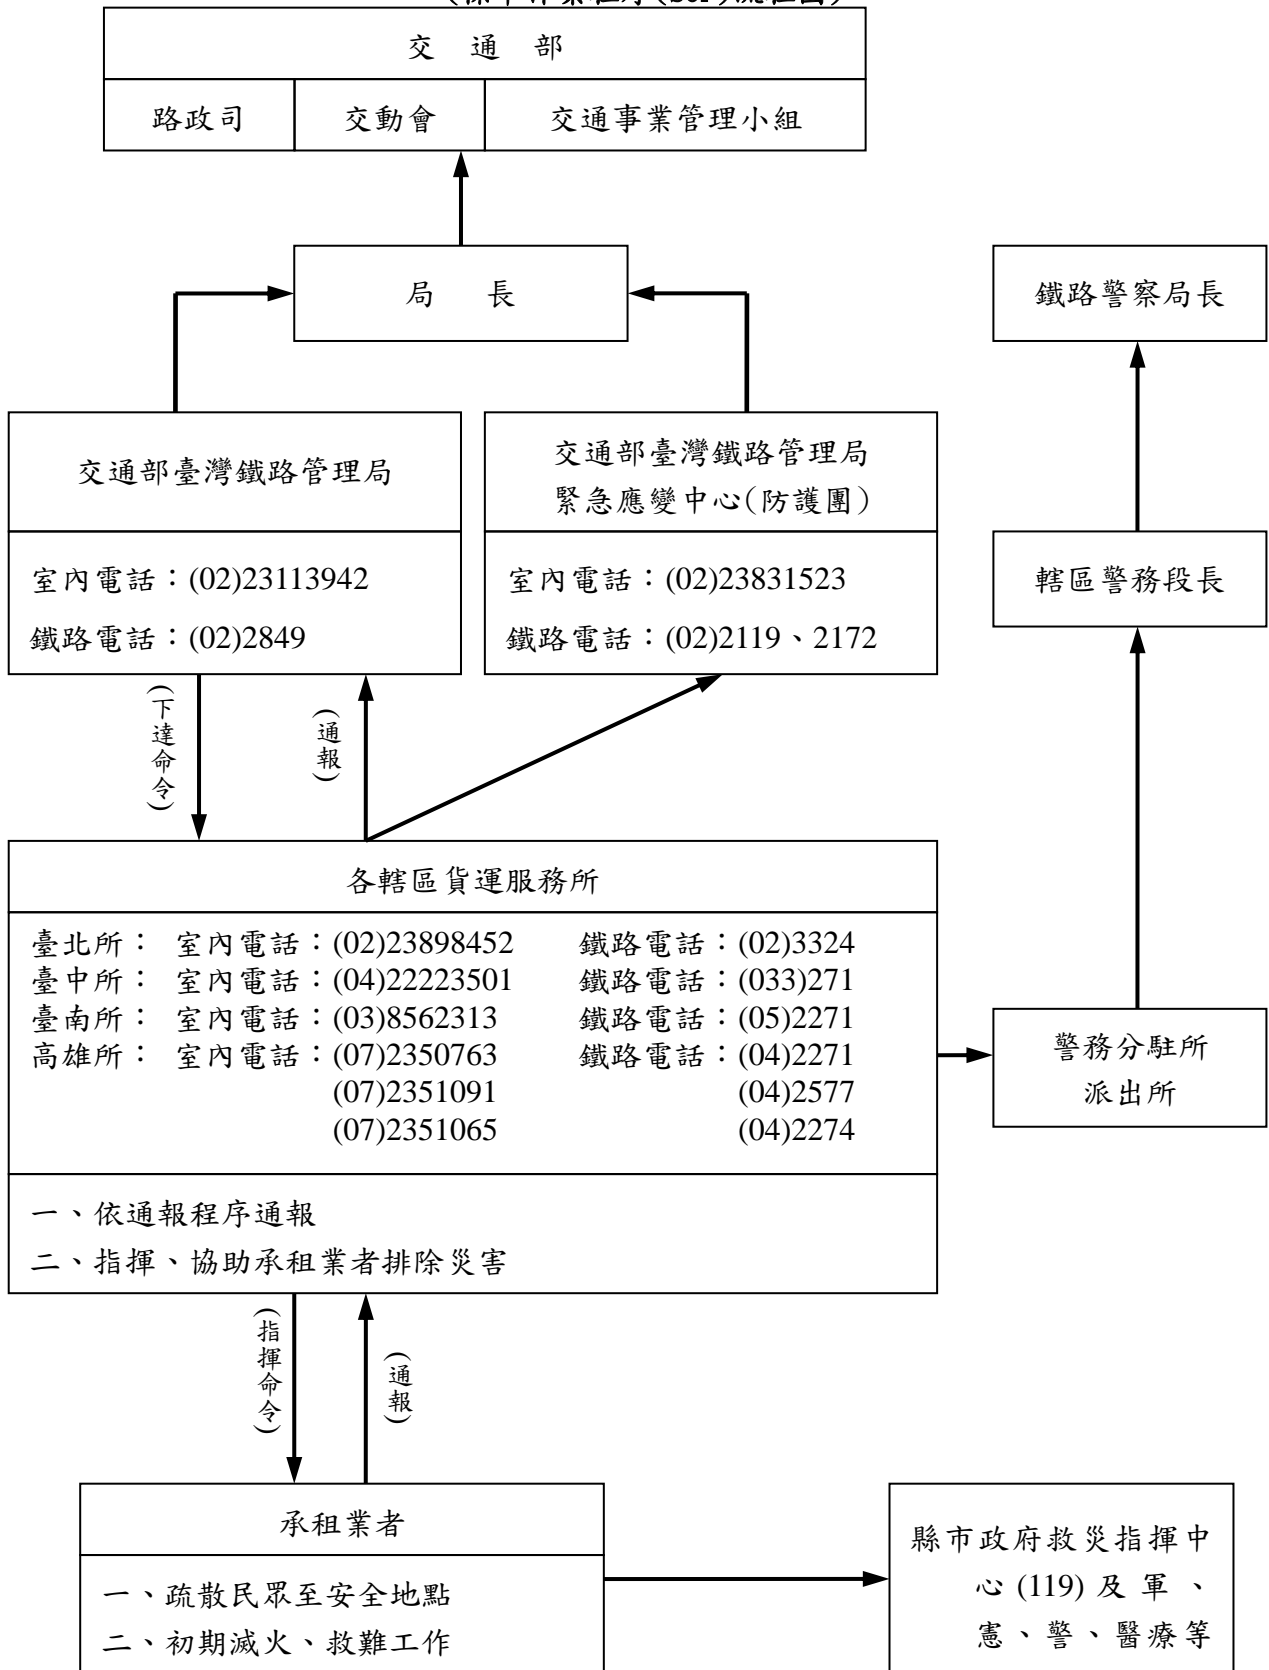 (標準作業程序(SOP)流程圖)
交 通 部
路政司 交動會 交通事業管理小組
局 長
鐵路警察局長
交通部臺灣鐵路管理局
室內電話：(02)23113942
鐵路電話：(02)2849
交通部臺灣鐵路管理局
緊急應變中心(防護團)
室內電話：(02)23831523
鐵路電話：(02)2119、2172
轄區警務段長
(下達命令)
(通報)
各轄區貨運服務所
臺北所： 室內電話：(02)23898452 鐵路電話：(02)3324
臺中所： 室內電話：(04)22223501 鐵路電話：(033)271
臺南所： 室內電話：(03)8562313 鐵路電話：(05)2271
高雄所： 室內電話：(07)2350763 鐵路電話：(04)2271
(07)2351091 (04)2577
(07)2351065 (04)2274
一、依通報程序通報
二、指揮、協助承租業者排除災害
警務分駐所
派出所
(指揮命令)
(通報)
承租業者
一、疏散民眾至安全地點
二、初期滅火、救難工作
縣市政府救災指揮中
心(119)及軍、
憲、警、醫療等